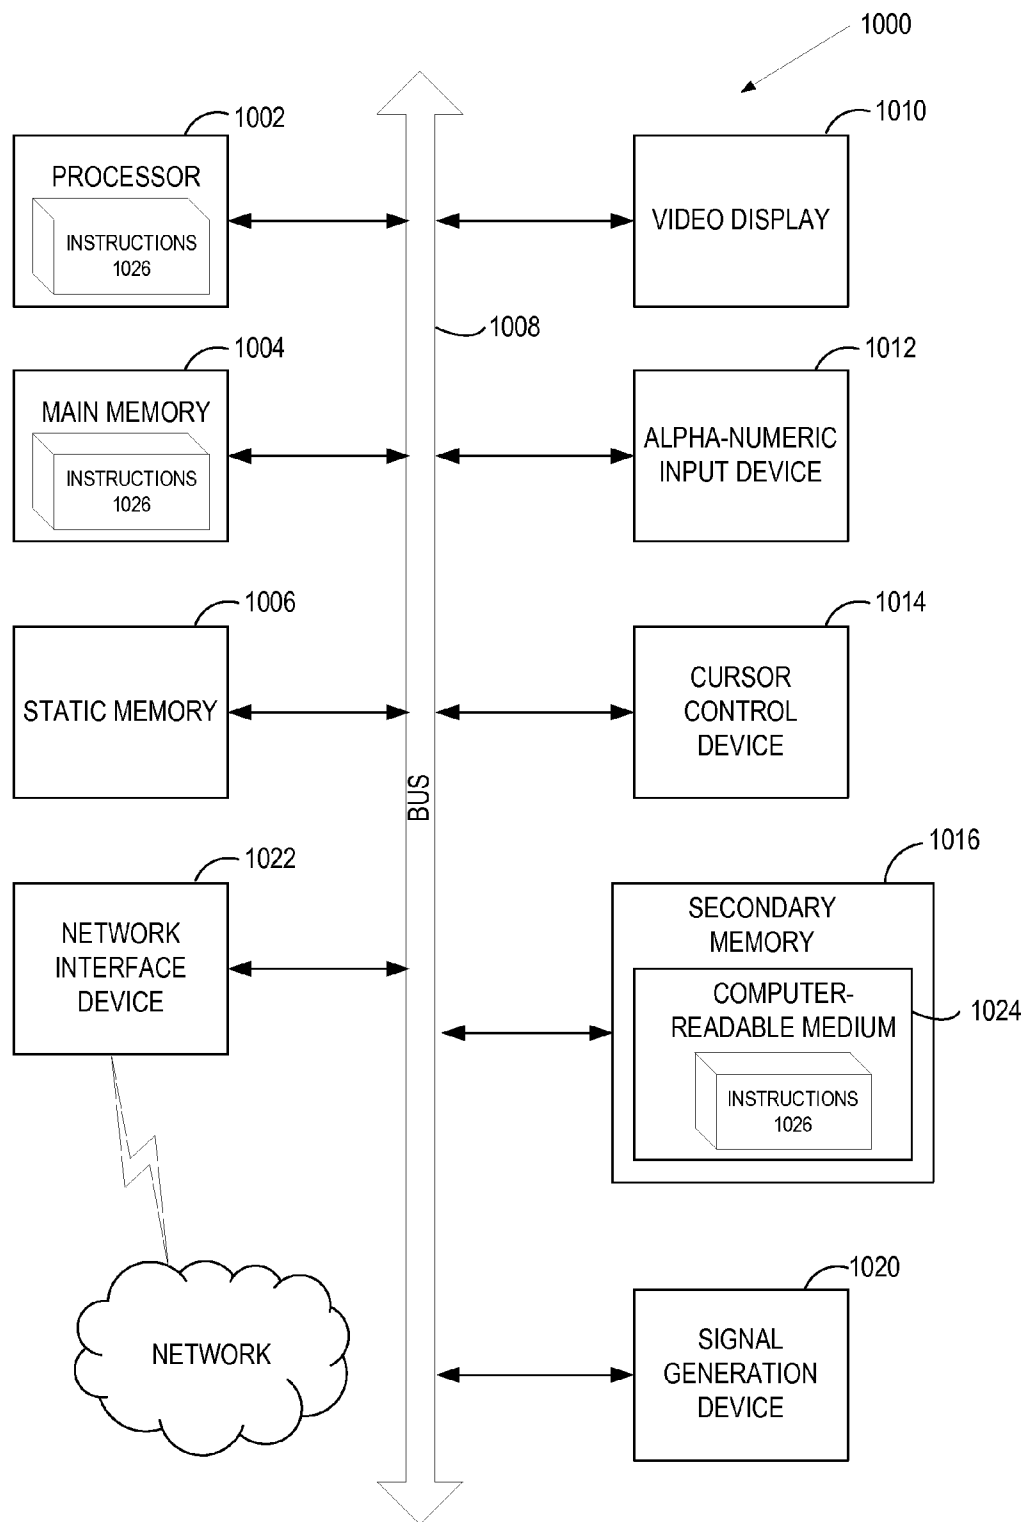 1000
1002
PROCESSOR
INSTRUCTIONS
1026
1010
VIDEO DISPLAY
1008
1004
MAIN MEMORY
INSTRUCTIONS
1026
1012
ALPHA-NUMERIC
INPUT DEVICE
1006
STATIC MEMORY
1014
CURSOR
CONTROL
DEVICE
BUS
1022
NETWORK
INTERFACE
DEVICE
1016
SECONDARY
MEMORY
COMPUTER-
READABLE MEDIUM
1024
INSTRUCTIONS
1026
NETWORK
1020
SIGNAL
GENERATION
DEVICE